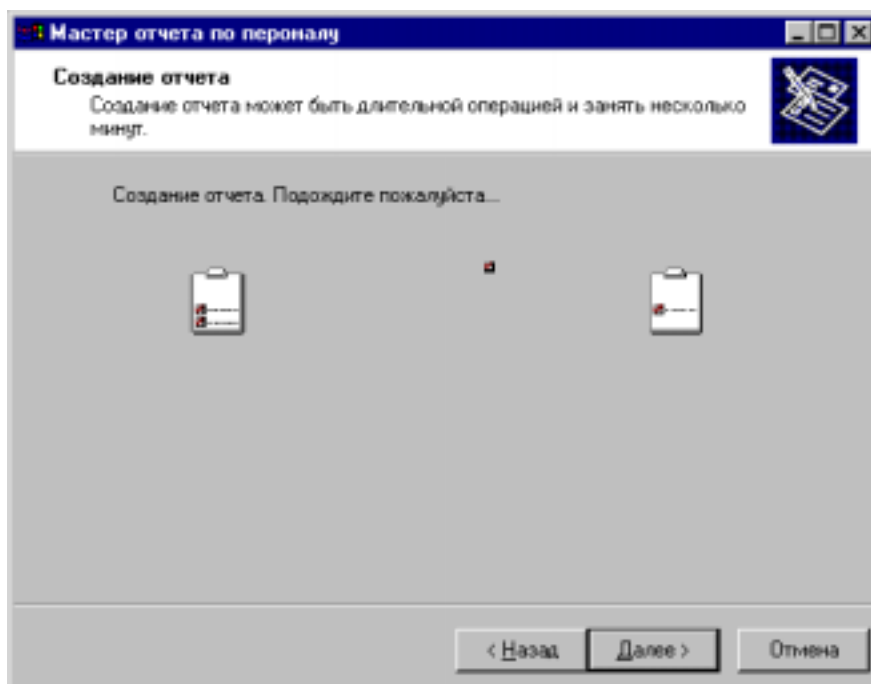 Мастер отчета по пероналу
Создание отчета
Создание отчета может быть длительной операцией и занять несколько
минут.
Создание отчета. Подождите пожалуйста...
< Назад
Далее >
Отмена